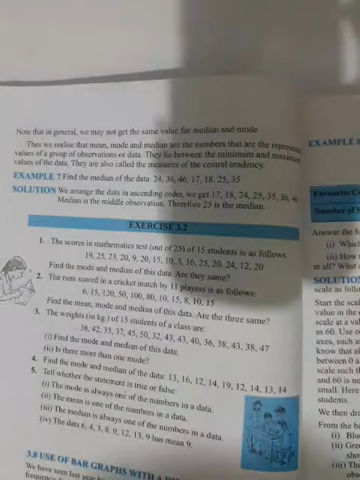 Note that in general, we may not get the same value for median and mode
Thus we realise that mean, mode and median are the numbers that are the
values of a group of observations or data. They lie between the minimum and
values of the data. They are also called the measures of the central tendency.
EXAMPLE 7 Find the median of the data: 24, 36, 46, 17, 18, 25, 35
SOLUTION We arrange the data in ascending order, we get 17, 18, 24, 25, 35, 36, 46
Median is the middle observation. Therefore 25 is the median.
EXERCISE 3.2
1. The scores in mathematics test (out of 25) of 15 students is as follows
19, 25, 23, 20, 9, 20, 15, 10, 5, 16, 25, 20, 24, 12, 20
Find the mode and median of this data. Are they same?
2. The runs scored in a cricket match by 11 players is as follows:
6, 15, 120, 50, 100, 80, 10, 15, 8, 10, 15
Find the mean, mode and median of this data. Are the three same?
3. The weights (in kg.) of 15 students of a class are:
38, 42, 35, 37, 45, 50, 32, 43, 43, 40, 36, 38, 43, 38, 47
(i) Find the mode and median of this data.
(ii) Is there more than one mode?
4. Find the mode and median of the data: 13, 16, 12, 14, 19, 12, 14, 13, 14
5. Tell whether the statement is true or false:
(i) The mode is always one of the numbers in a data.
(ii) The mean is one of the numbers in a data.
(iii) The median is always one of the numbers in a data.
(iv) The data 6, 4, 3, 8, 9, 12, 13, 9 has mean 9.
3.8 USE OF BAR GRAPHS WITH A
We have seen last year
EXAMPLE
Favourite
Number of
Answer the
(i) Which
(ii) How
all? What
SOLUTION
scale as follo
Start the scal
value in the
scale at a val
as 60. Use e
axes, such a
know that al
between 0 a
scale such t
and 60 is ne
small. Here
students.
We then dra
From the ba
(i) Blu
(ii) Gre
sho
(iii) The
obs